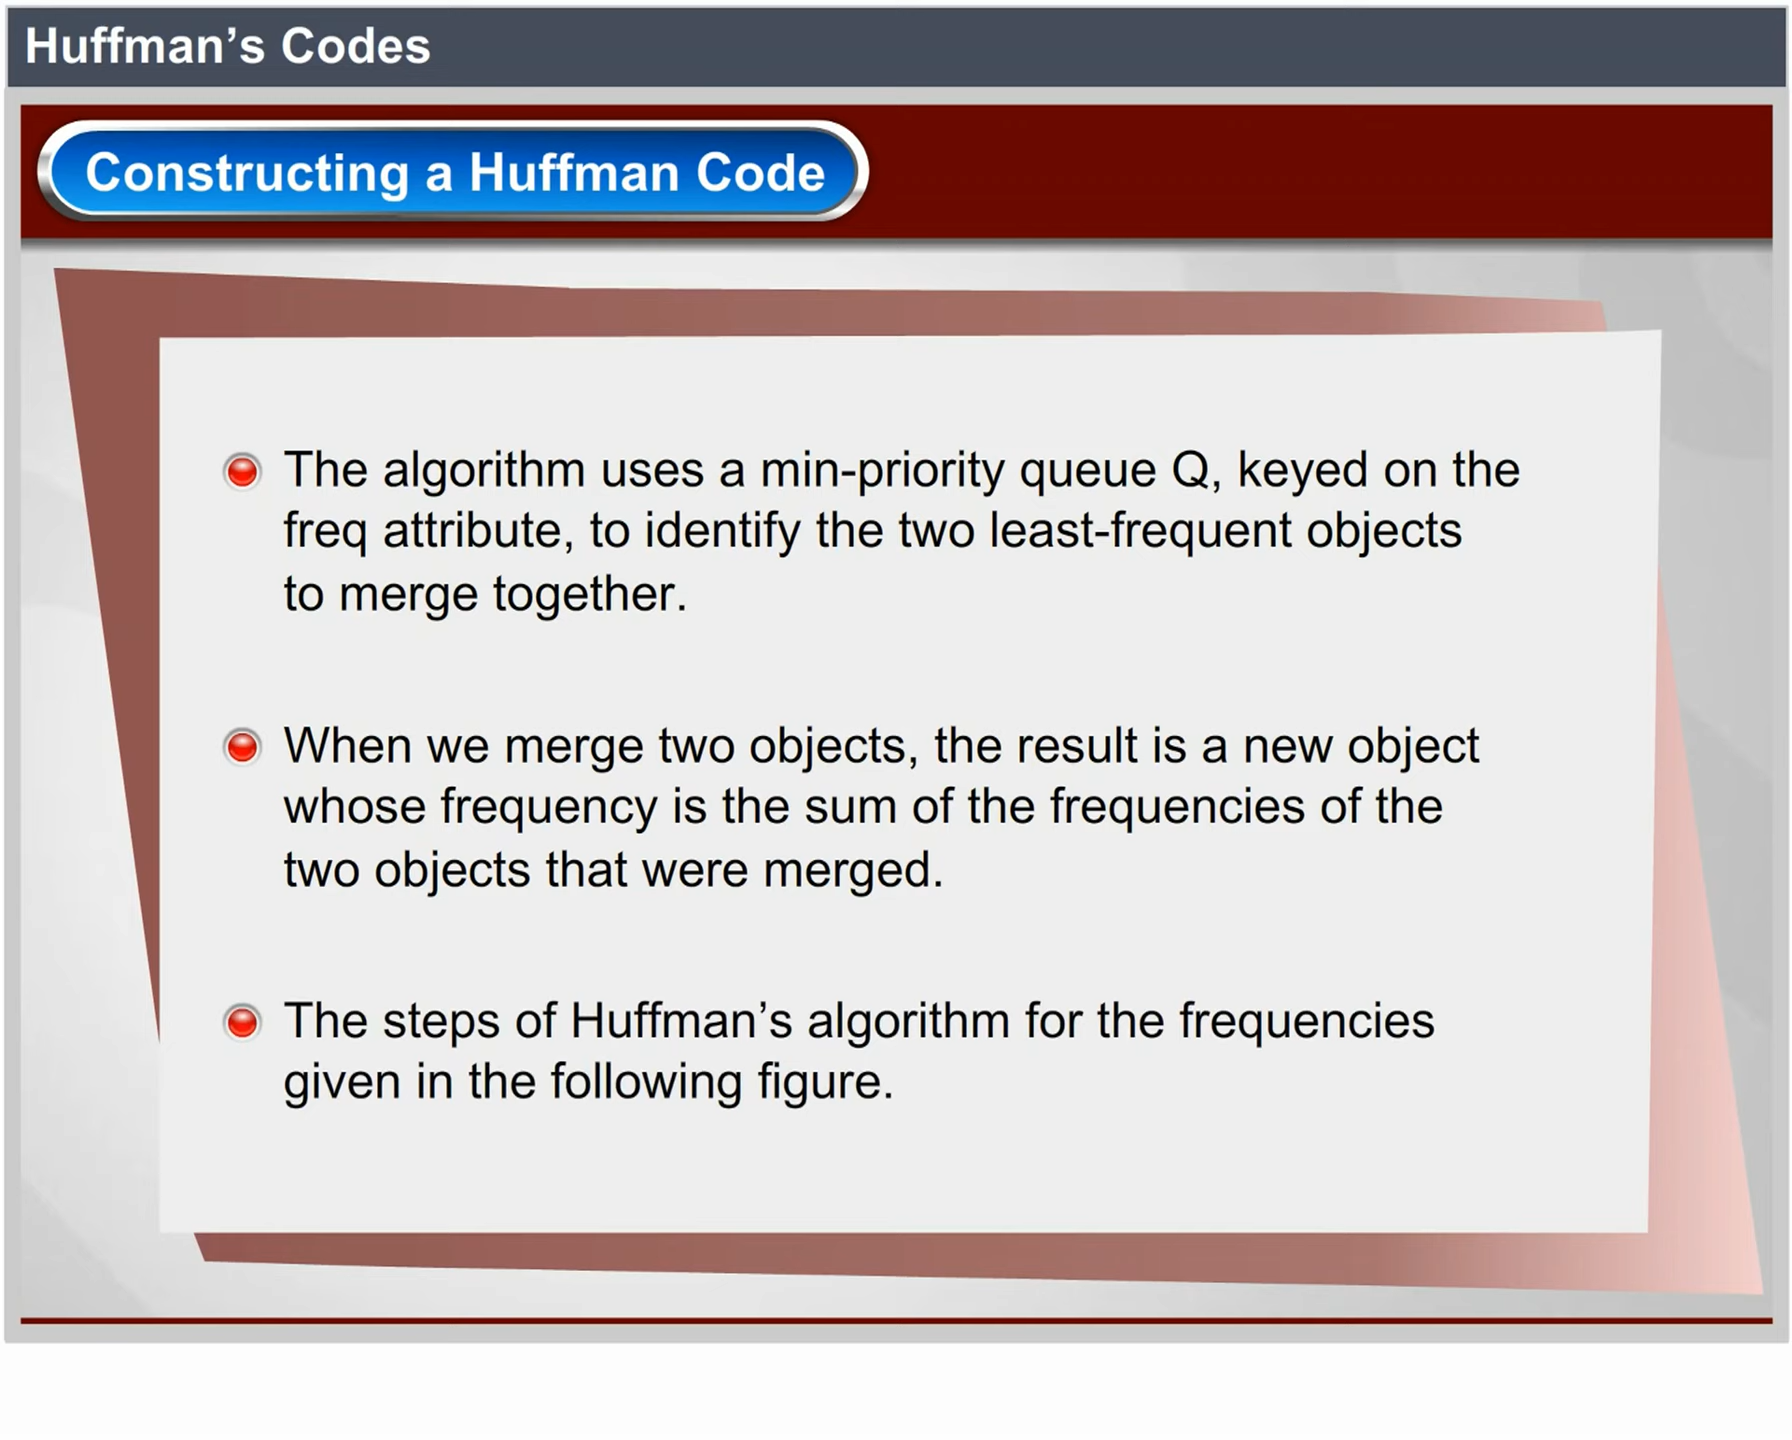 Huffman’s Codes
Constructing a Huffman Code
The algorithm uses a min-priority queue Q, keyed on the
freq attribute, to identify the two least-frequent objects
to merge together.
When we merge two objects, the result is a new object
whose frequency is the sum of the frequencies of the
two objects that were merged.
The steps of Huffman’s algorithm for the frequencies
given in the following figure.